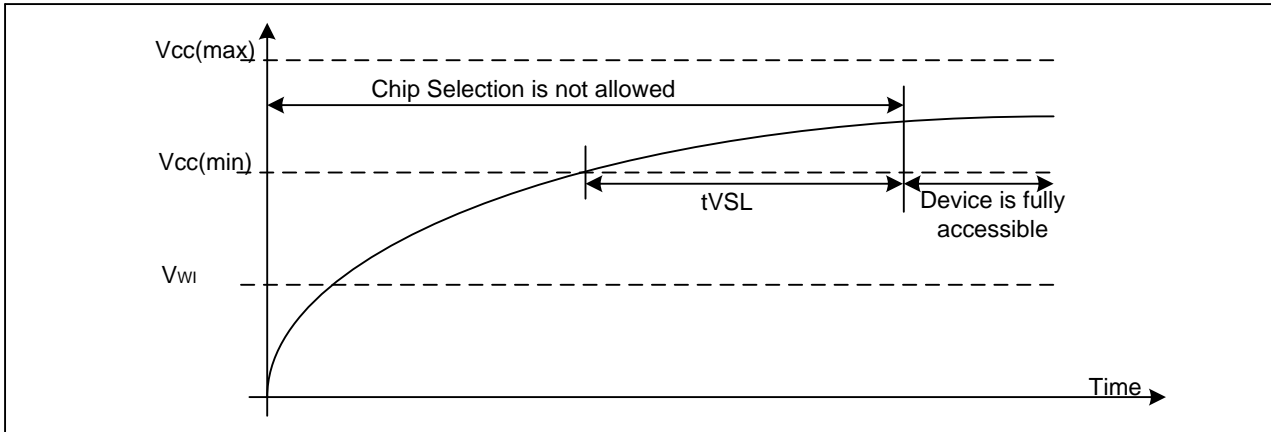 Vcc(max)
Chip Selection is not allowed
Vcc(min)
tVSL
Device is fully
accessible
VWI
Time